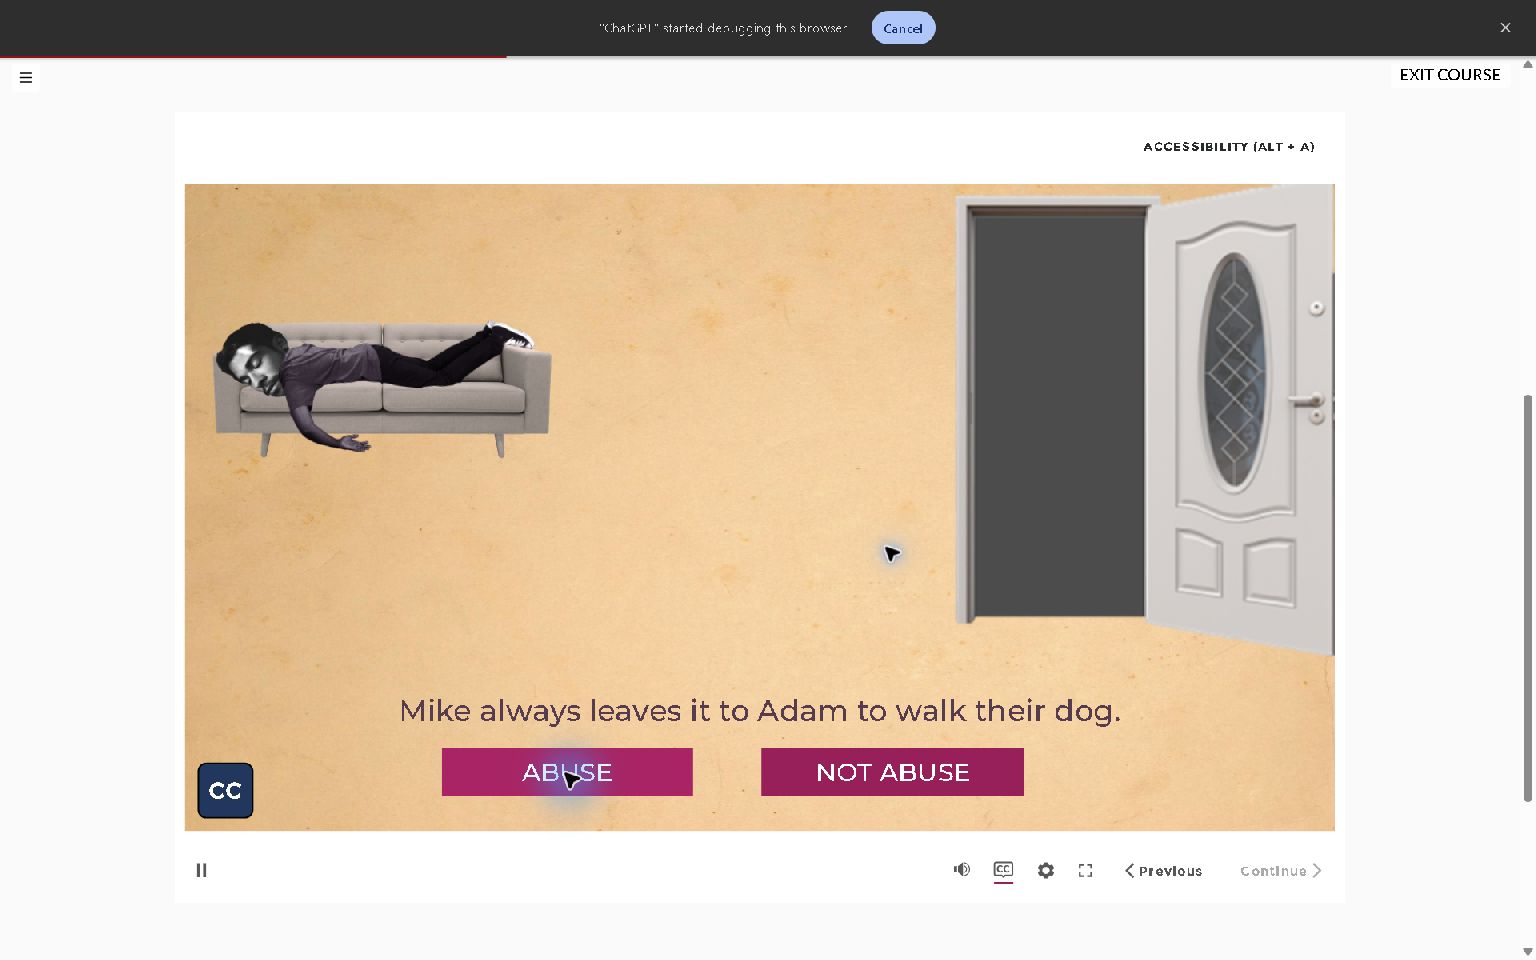 "ChatGPT" started debugging this browser
Cancel
EXIT COURSE
ACCESSIBILITY (ALT + A)
Mike always leaves it to Adam to walk their dog.
ABUSE
NOT ABUSE
CC
CC
Previous
Continue